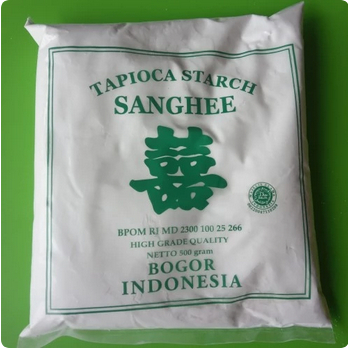 TAPIOCA STARCH
SANGHEE
囍
BPOM RI MD 2300 100 25 266
HIGH GRADE QUALITY
NETTO 500 gram
BOGOR
INDONESIA